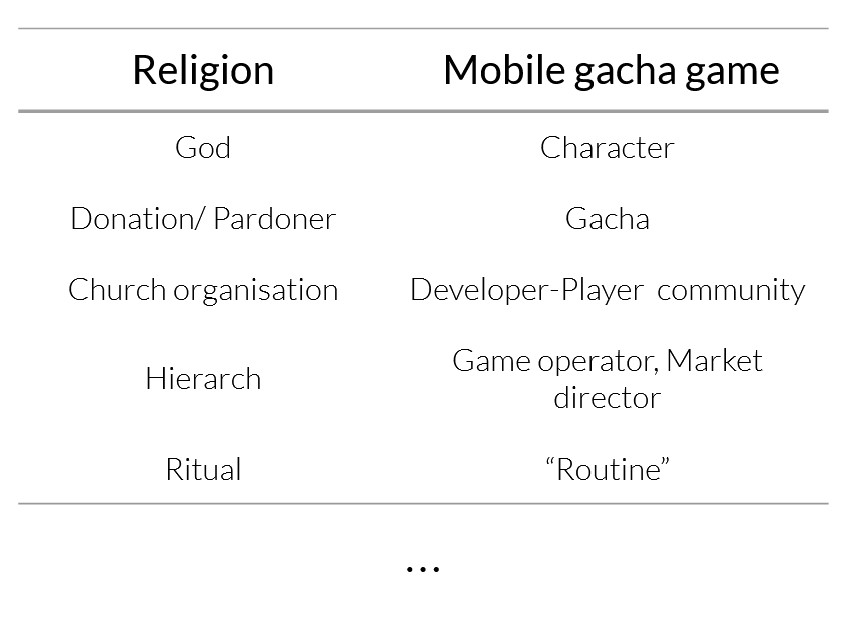 Religion Mobile gacha game
God Character
Donation/ Pardoner Gacha
Church organisation Developer-Player community
Hierarch Game operator, Market
director
Ritual “Routine”
...